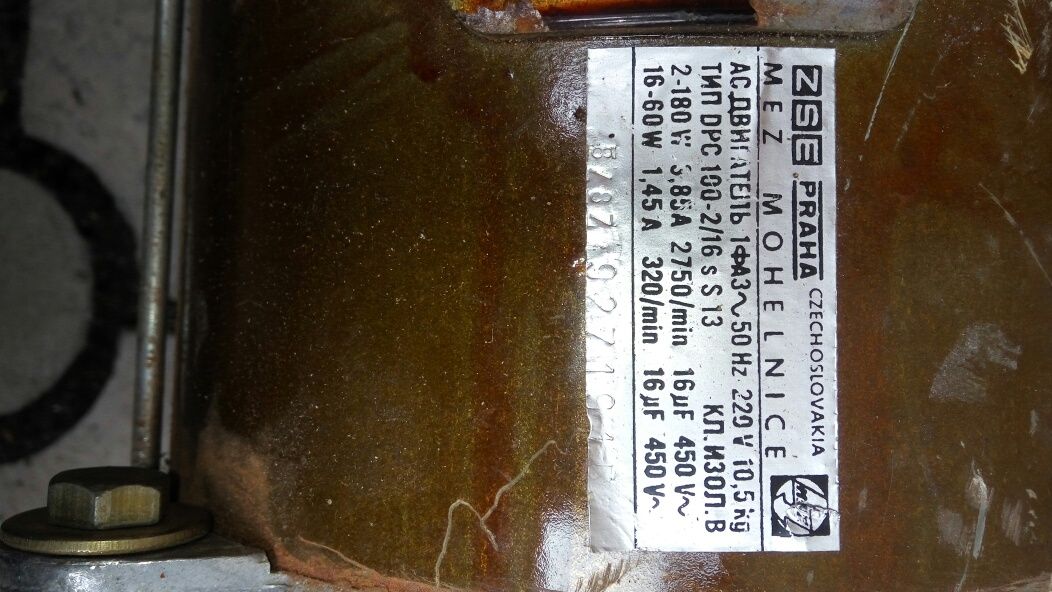 ZSE PRAHA CZECHOSLOVAKIA
MEZ MOHELNICE
AC ДВИГАТЕЛЬ 1ФАЗ∿50 Hz 220 V 10,5 kg
ТИП DPC 100-2/16 s S 13 КЛ. ИЗОЛ. В
2-180 W 3,85A 2750/min 16µF 450 V∿
16-60W 1,45 A 320/min 16µF 450 V∿